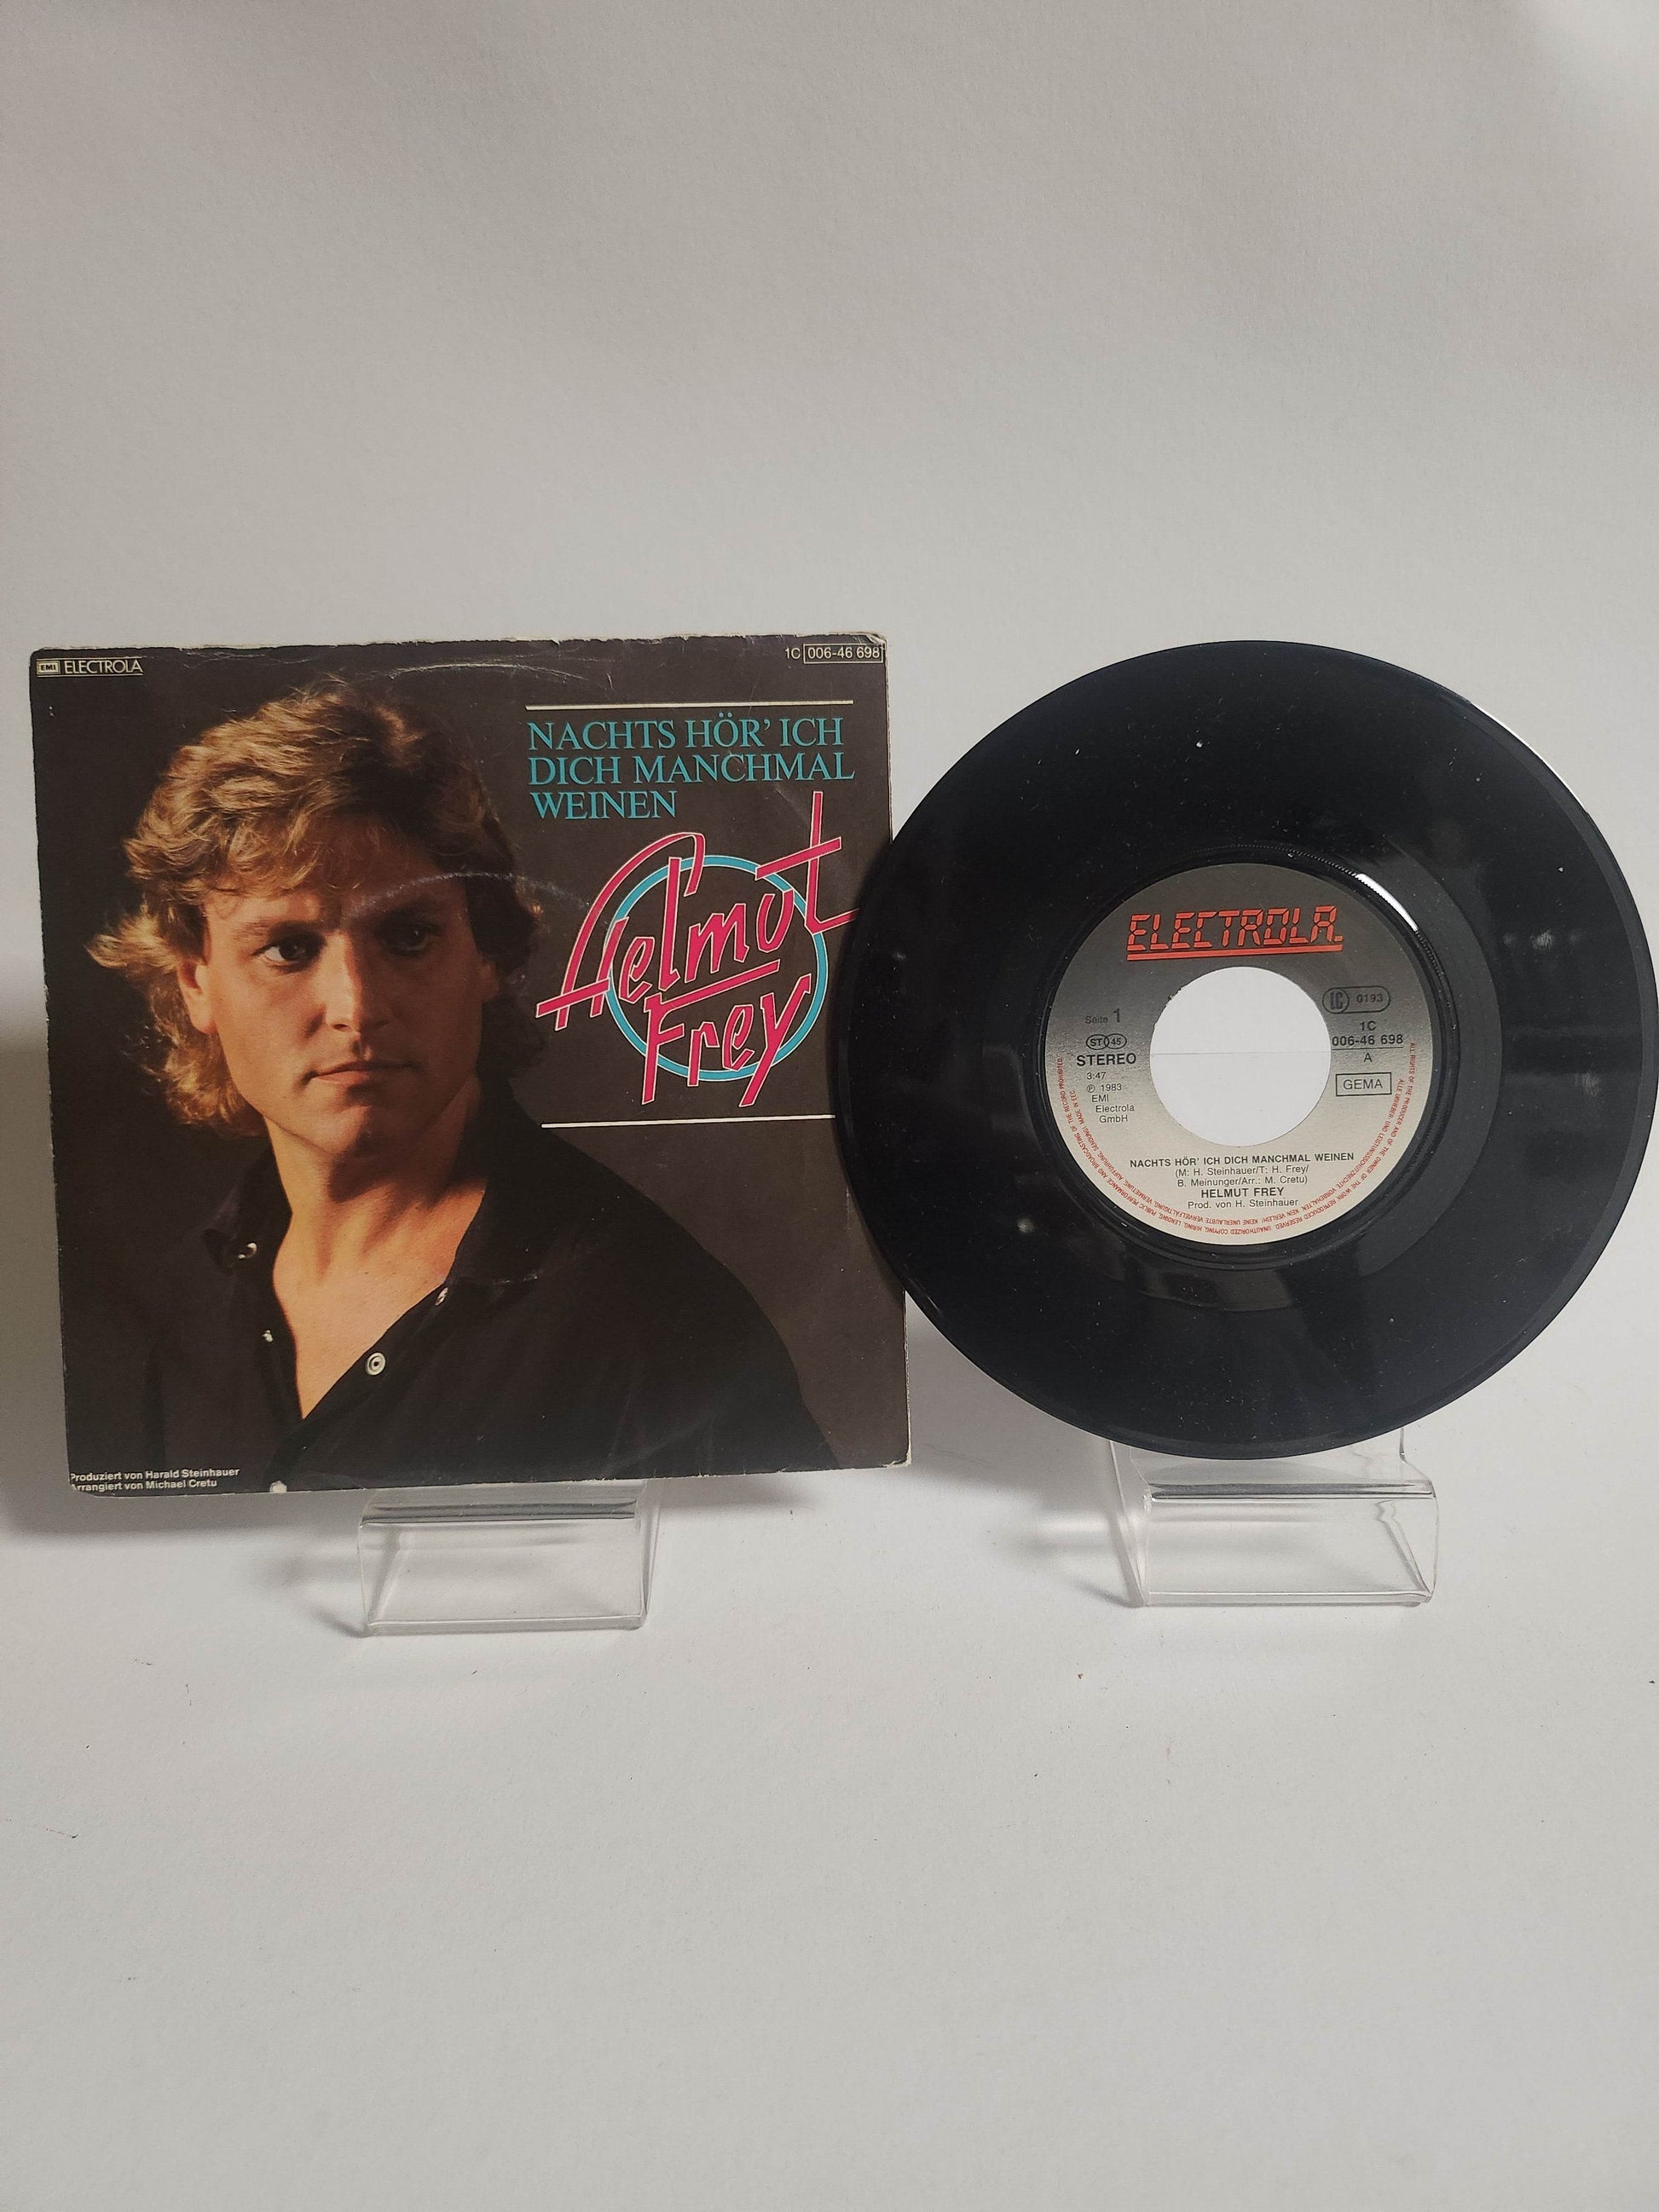 EMI ELECTROLA
1C 006-46 698
NACHTS HÖR' ICH
DICH MANCHMAL
WEINEN
Helmut
Frey
Produziert von Harald Steinhauer
Arrangiert von Michael Cretu
ELECTROLA
LC 0193
Seite 1
ST 45
STEREO
3:47
℗ 1983
EMI
Electrola
GmbH
1C
006-46 698
A
GEMA
NACHTS HÖR' ICH DICH MANCHMAL WEINEN
(M: H. Steinhauer/T: H. Frey/
B. Meinunger/Arr.: M. Cretu)
HELMUT FREY
Prod. von H. Steinhauer